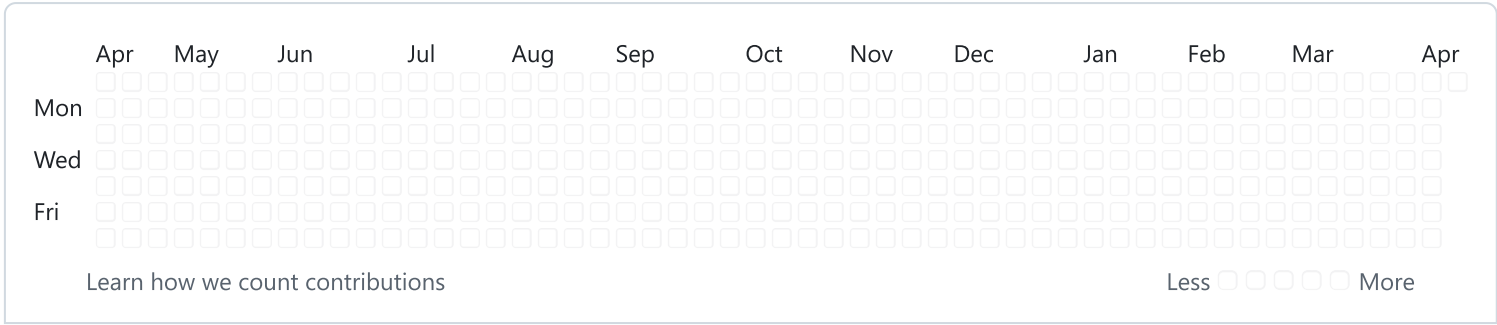 Apr May Jun Jul Aug Sep Oct Nov Dec Jan Feb Mar Apr
Mon
Wed
Fri
Learn how we count contributions Less More